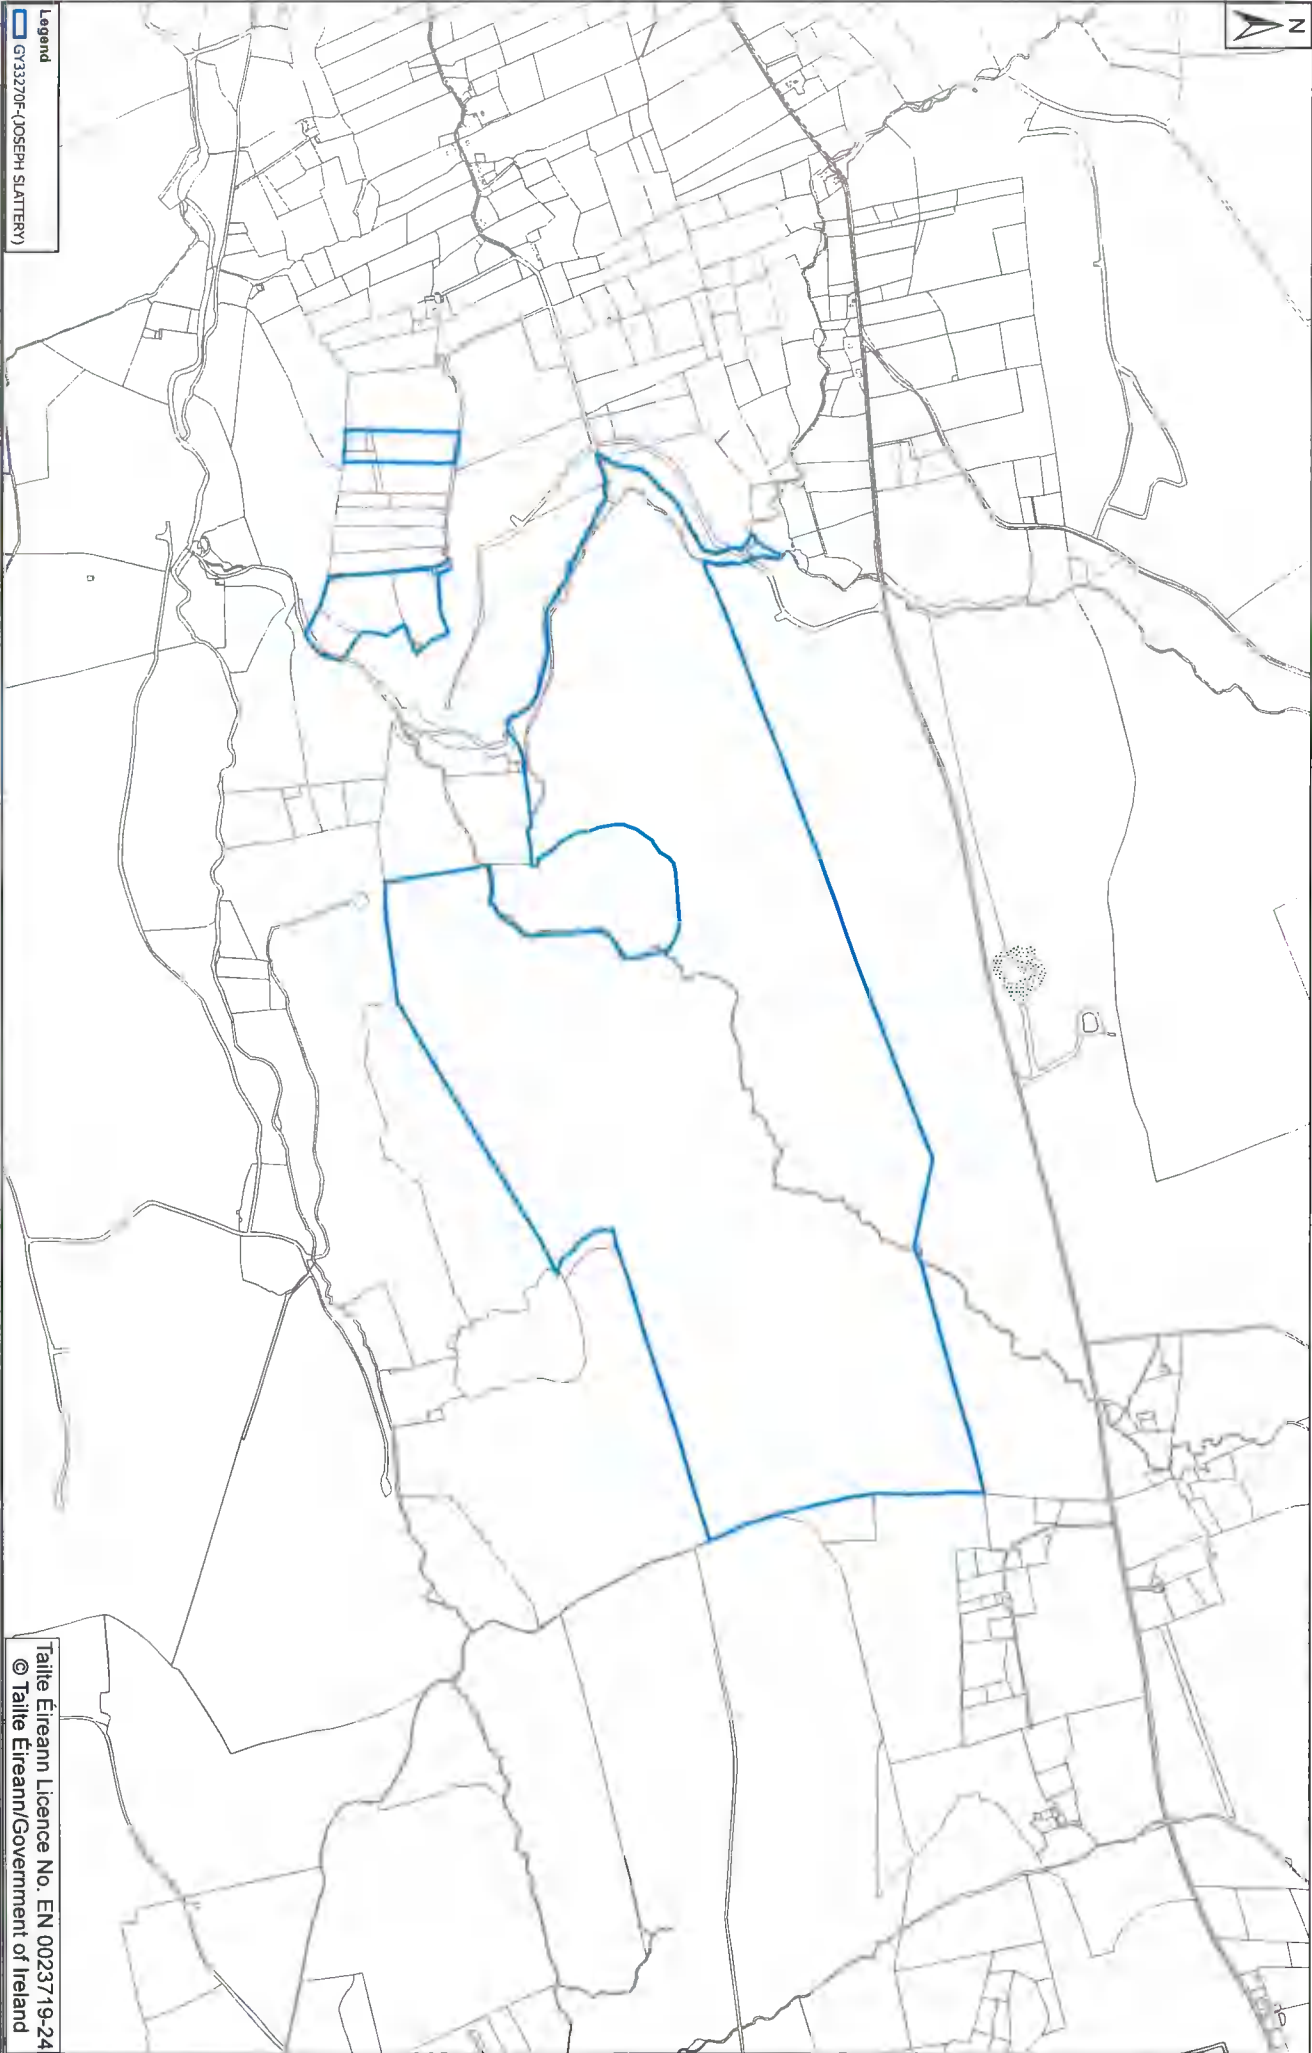 N
Legend
GY33270F-(JOSEPH SLATTERY)
Tailte Éireann Licence No. EN 0023719-24
© Tailte Éireann/Government of Ireland